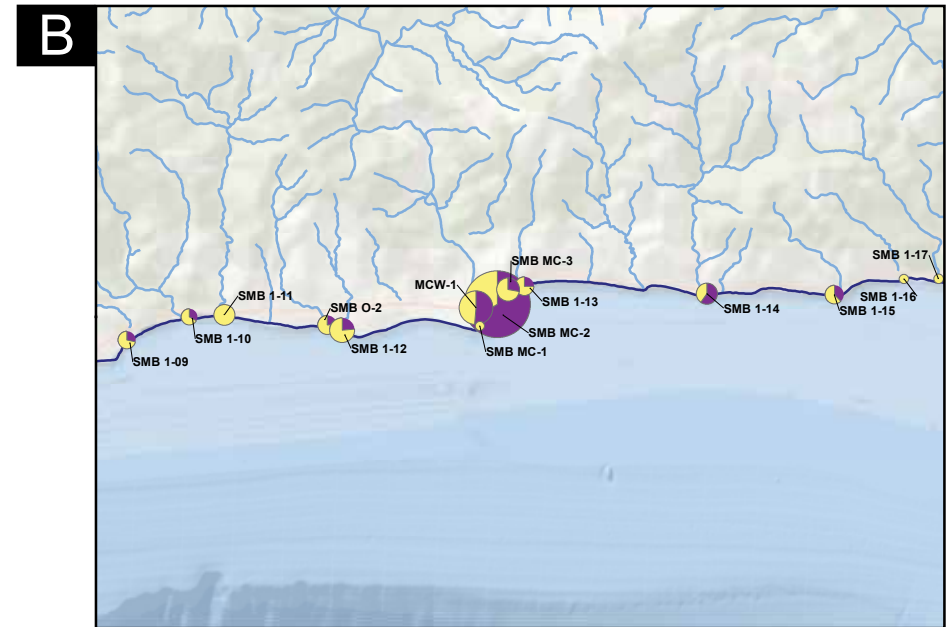 B
SMB 1-17
SMB MC-3
MCW-1
SMB 1-16
SMB 1-11
SMB 1-13
SMB O-2
SMB 1-14
SMB 1-15
SMB 1-10
SMB MC-2
SMB 1-12
SMB MC-1
SMB 1-09